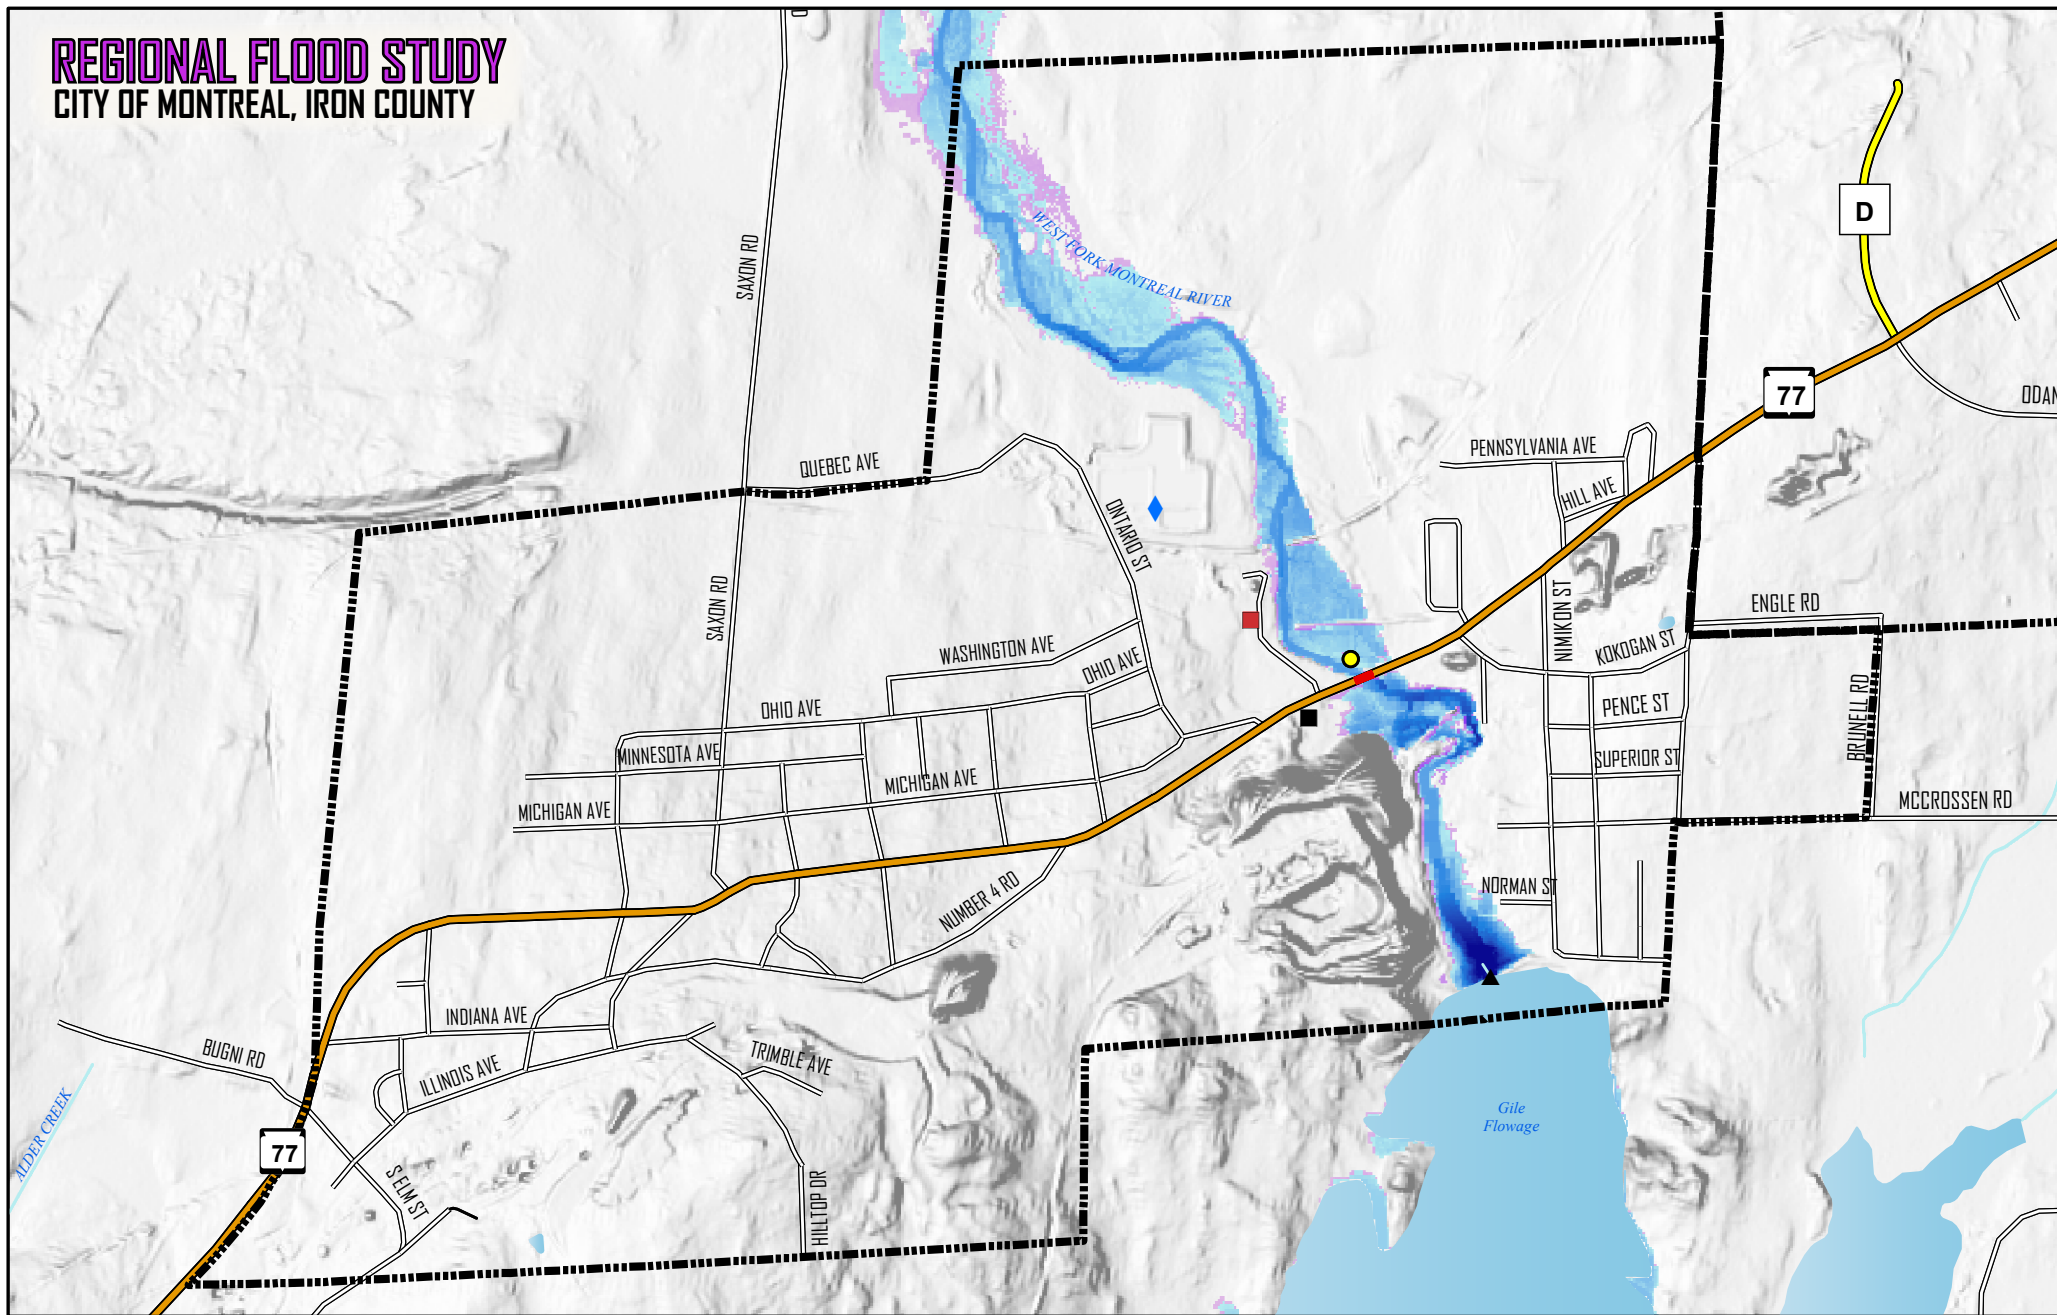 REGIONAL FLOOD STUDY
CITY OF MONTREAL, IRON COUNTY
D
SAXON RD
WEST FORK MONTREAL RIVER
77
ODAN
QUEBEC AVE
PENNSYLVANIA AVE
HILL AVE
ONTARIO ST
SAXON RD
NIMIKON ST
ENGLE RD
KOKOGAN ST
WASHINGTON AVE
OHIO AVE
OHIO AVE
PENCE ST
BRUNELL RD
MINNESOTA AVE
SUPERIOR ST
MICHIGAN AVE
MICHIGAN AVE
MCCROSSEN RD
NUMBER 4 RD
NORMAN ST
INDIANA AVE
BUGNI RD
ILLINOIS AVE
TRIMBLE AVE
ALDER CREEK
Gile
Flowage
77
S ELM ST
HILLTOP DR